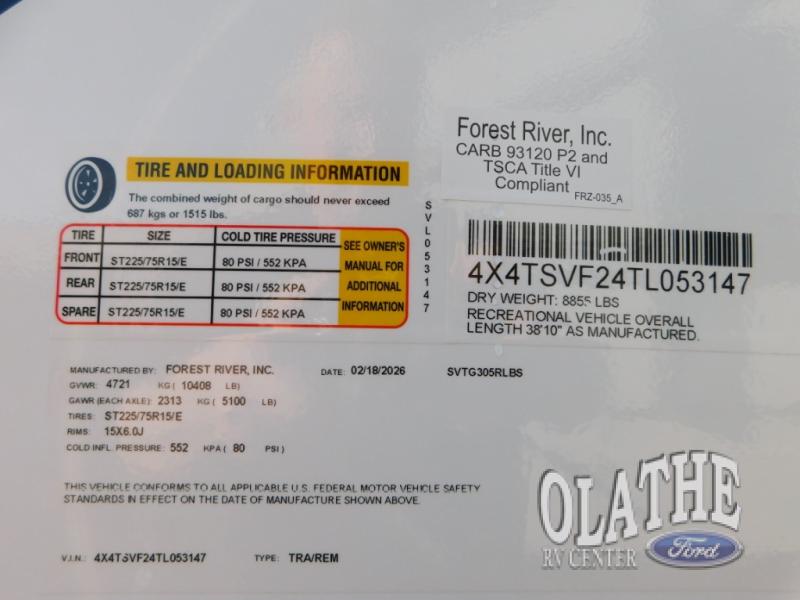 Forest River, Inc.
CARB 93120 P2 and
TSCA Title VI
Compliant
FRZ-035_A
TIRE AND LOADING INFORMATION
The combined weight of cargo should never exceed
687 kgs or 1515 lbs.
TIRE SIZE COLD TIRE PRESSURE
FRONT ST225/75R15/E 80 PSI / 552 KPA
REAR ST225/75R15/E 80 PSI / 552 KPA
SPARE ST225/75R15/E 80 PSI / 552 KPA
SEE OWNER'S
MANUAL FOR
ADDITIONAL
INFORMATION
SVL053147
4X4TSVF24TL053147
DRY WEIGHT: 8855 LBS
RECREATIONAL VEHICLE OVERALL
LENGTH 38'10" AS MANUFACTURED.
MANUFACTURED BY: FOREST RIVER, INC. DATE: 02/18/2026 SVTG305RLBS
GVWR: 4721 KG ( 10408 LB)
GAWR (EACH AXLE): 2313 KG ( 5100 LB)
TIRES: ST225/75R15/E
RIMS: 15X6.0J
COLD INFL. PRESSURE: 552 KPA ( 80 PSI )
THIS VEHICLE CONFORMS TO ALL APPLICABLE U.S. FEDERAL MOTOR VEHICLE SAFETY
STANDARDS IN EFFECT ON THE DATE OF MANUFACTURE SHOWN ABOVE.
V.I.N.: 4X4TSVF24TL053147 TYPE: TRA/REM
OLATHE
RV CENTER
Ford